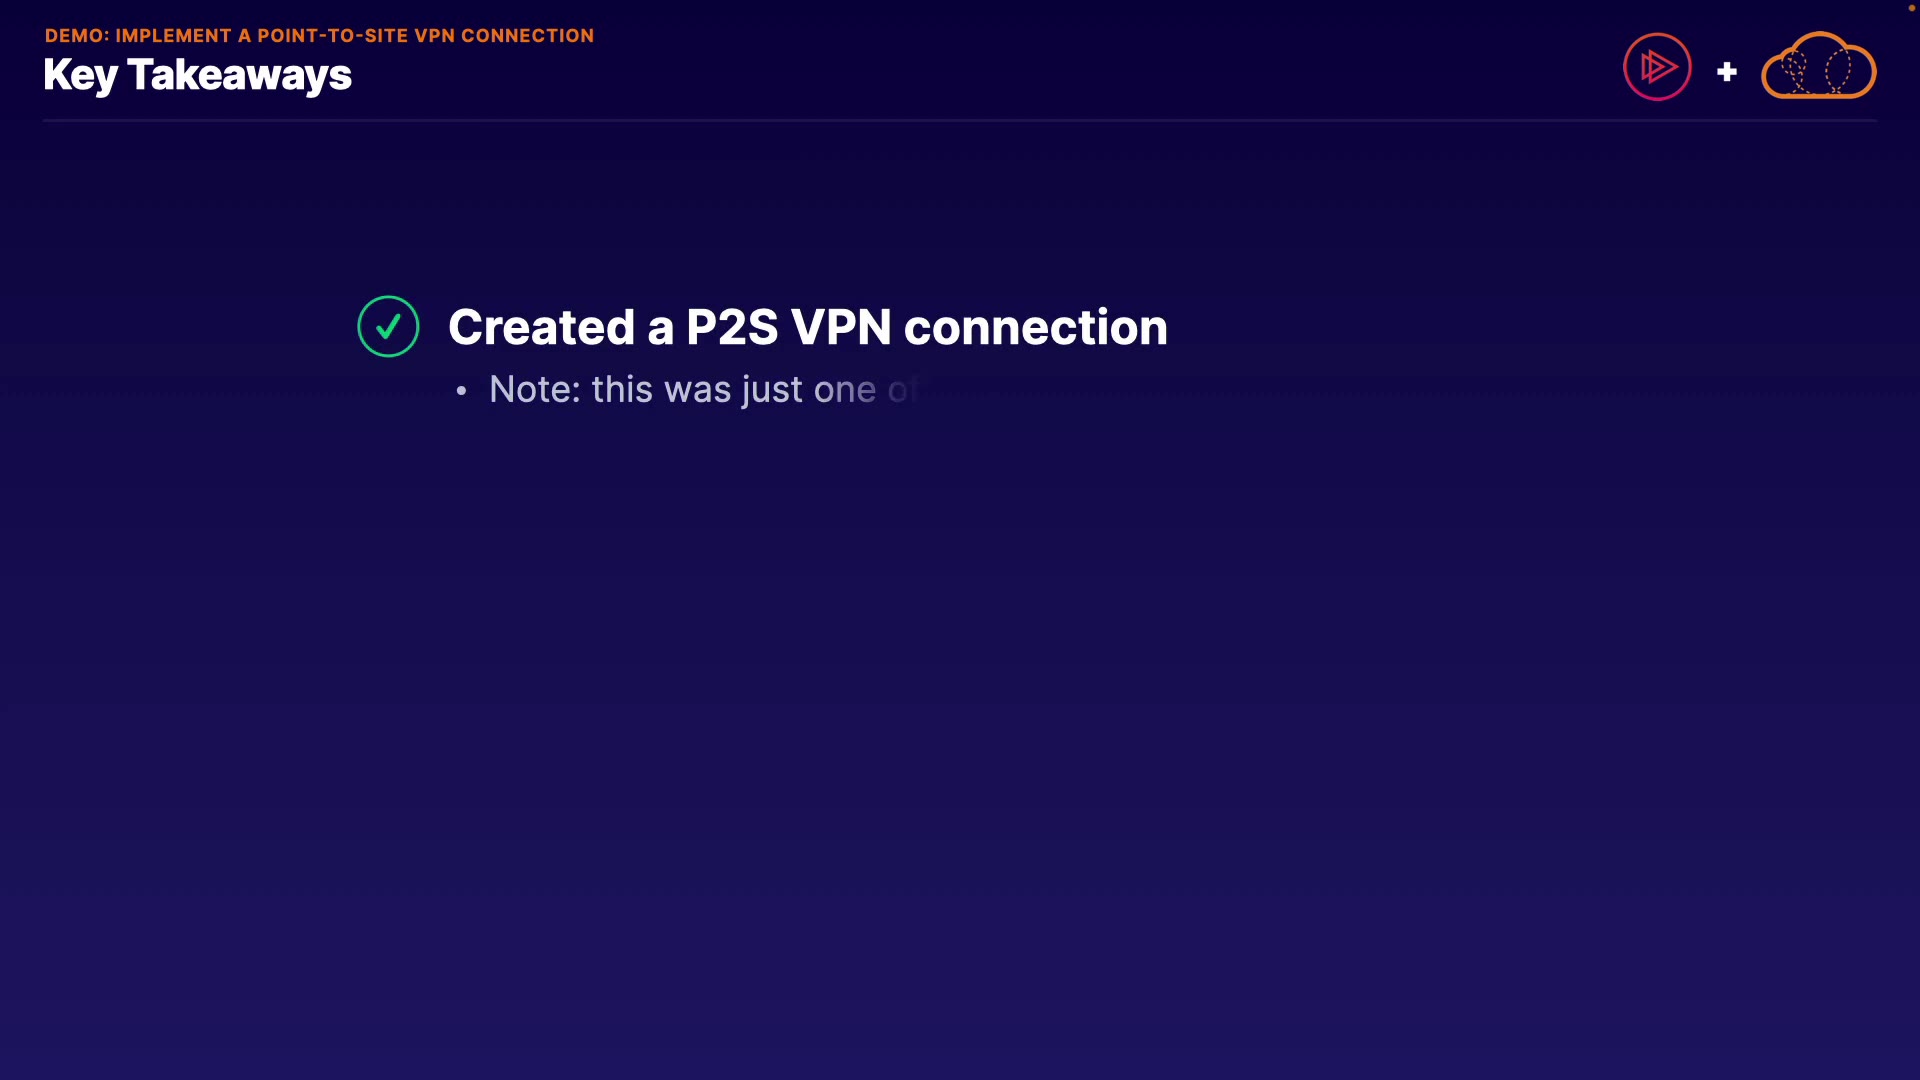 DEMO: IMPLEMENT A POINT-TO-SITE VPN CONNECTION
Key Takeaways
Created a P2S VPN connection
• Note: this was just one of